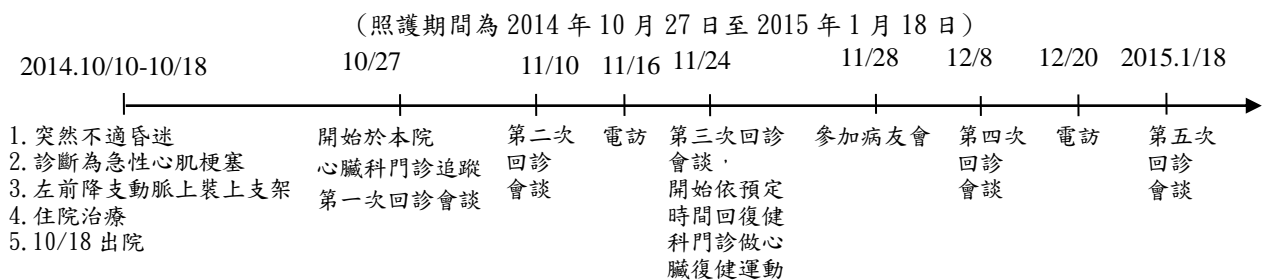 (照護期間為 2014 年 10 月 27 日至 2015 年 1 月 18 日)
2014.10/10-10/18
10/27
11/10
11/16
11/24
11/28
12/8
12/20
2015.1/18
1. 突然不適昏迷
2. 診斷為急性心肌梗塞
3. 左前降支動脈上裝上支架
4. 住院治療
5. 10/18 出院
開始於本院
心臟科門診追蹤
第一次回診會談
第二次
回診
會談
電訪
第三次回診
會談，
開始依預定
時間回復健
科門診做心
臟復健運動
參加病友會
第四次
回診
會談
電訪
第五次
回診
會談